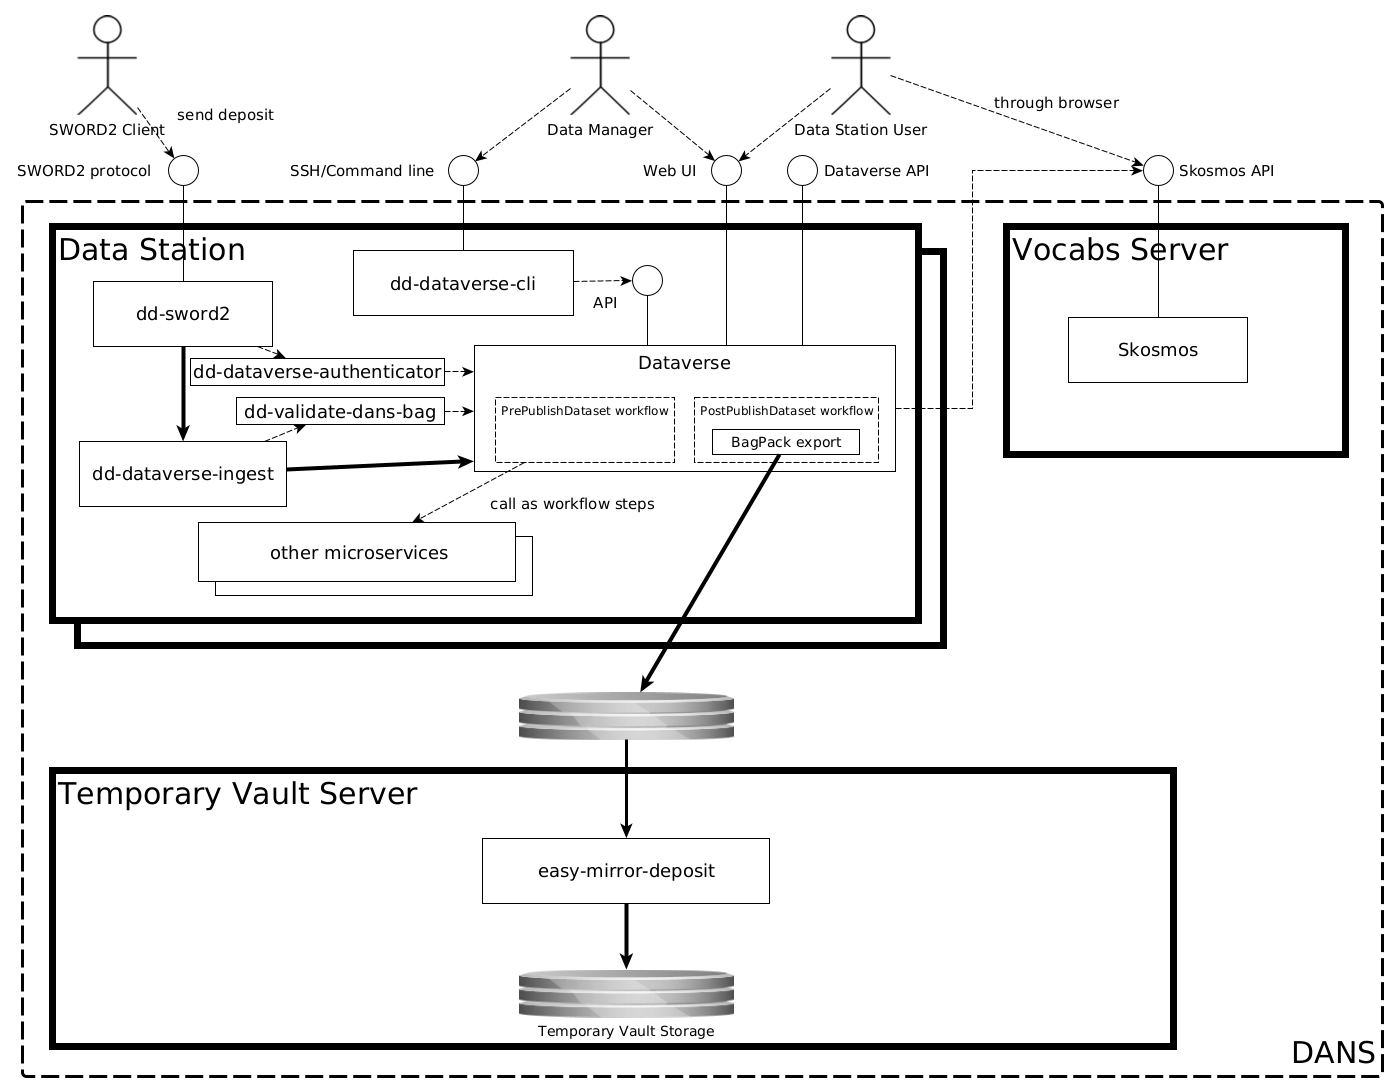 send deposit
through browser
SWORD2 Client
Data Manager
Data Station User
SWORD2 protocol
SSH/Command line
Web UI
Dataverse API
Skosmos API
Data Station
Vocabs Server
dd-dataverse-cli
API
dd-sword2
Skosmos
Dataverse
dd-dataverse-authenticator
dd-validate-dans-bag
PrePublishDataset workflow
PostPublishDataset workflow
BagPack export
dd-dataverse-ingest
call as workflow steps
other microservices
Temporary Vault Server
easy-mirror-deposit
Temporary Vault Storage
DANS